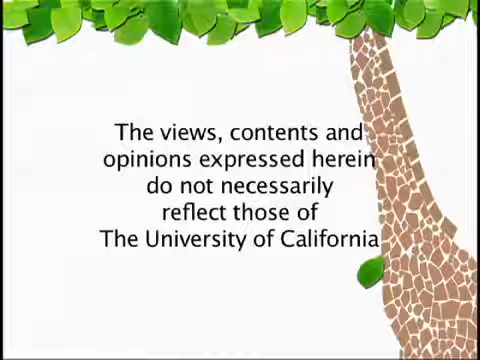 The views, contents and
opinions expressed herein
do not necessarily
reflect those of
The University of California